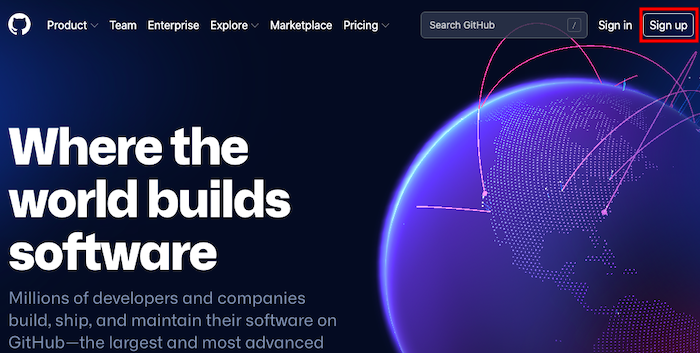 Product Team Enterprise Explore Marketplace Pricing Search GitHub / Sign in Sign up
Where the
world builds
software
Millions of developers and companies
build, ship, and maintain their software on
GitHub—the largest and most advanced